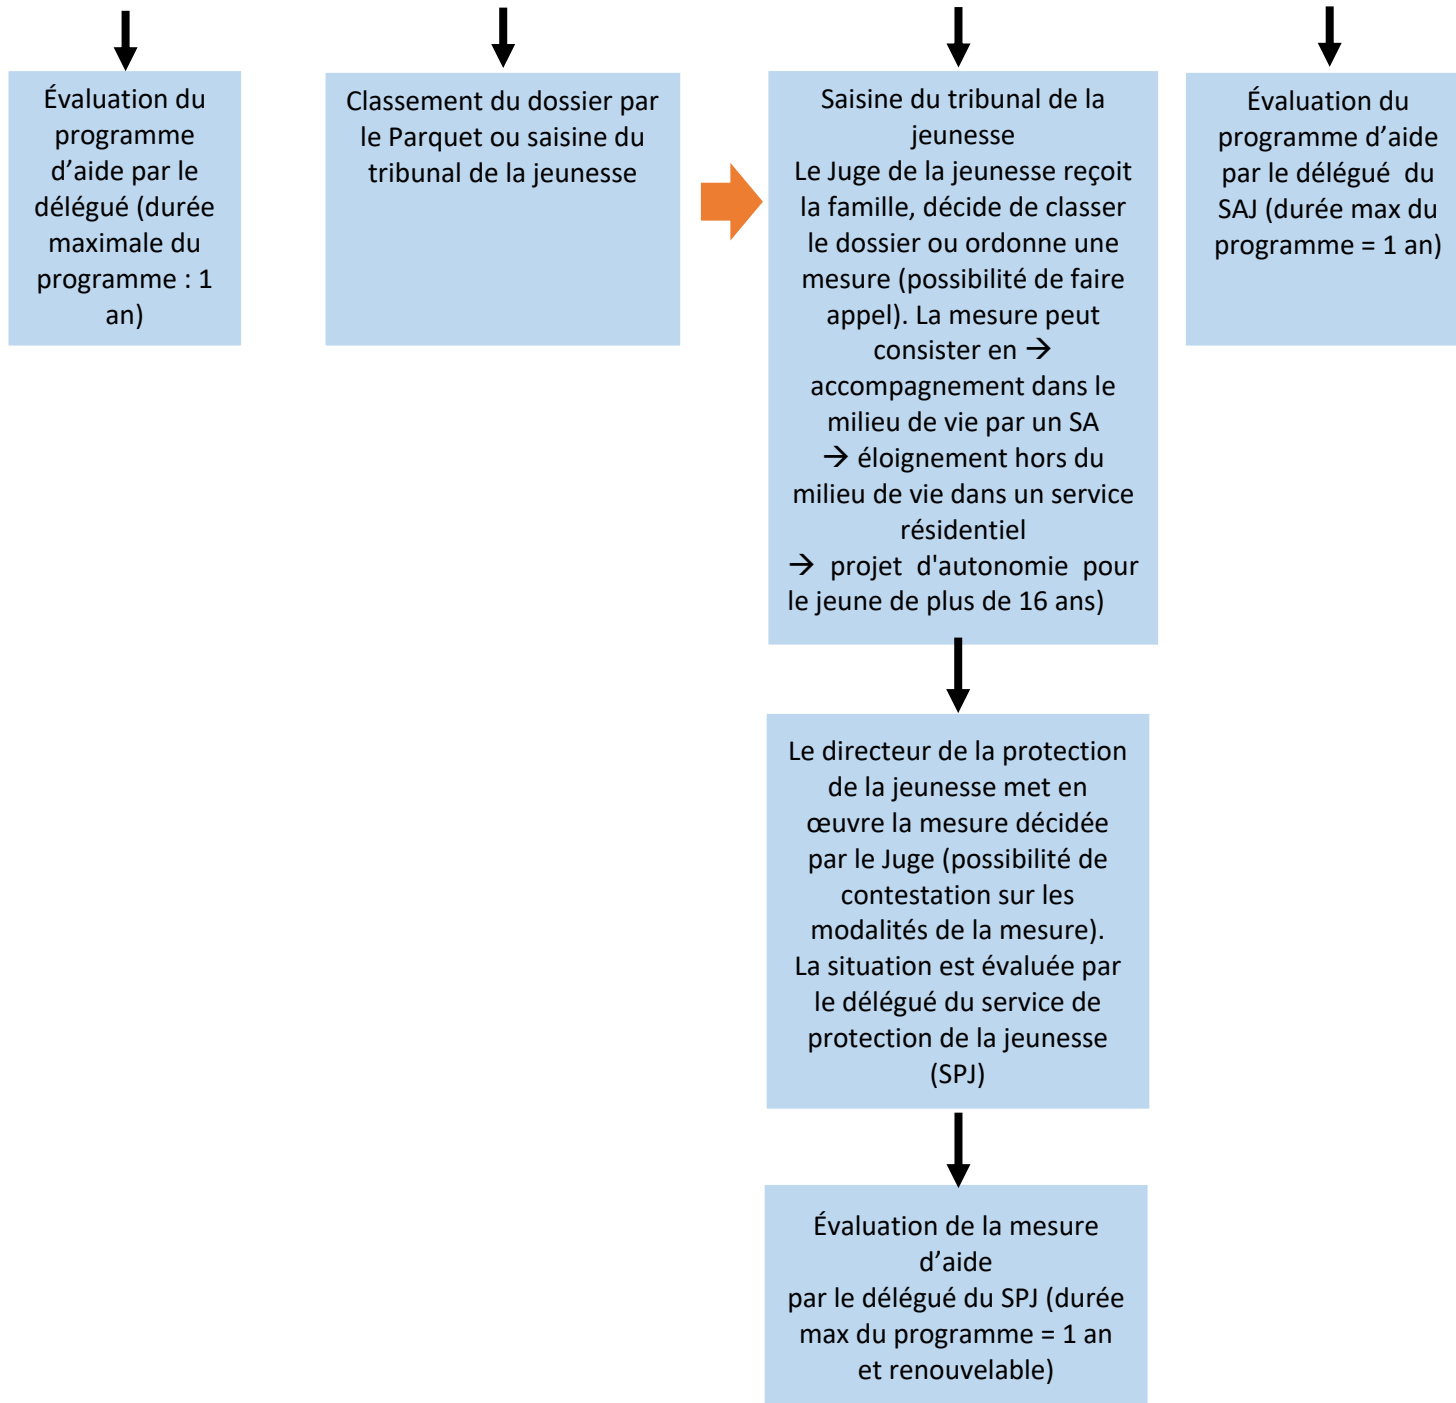 Évaluation du
programme
d’aide par le
délégué (durée
maximale du
programme : 1
an)
Classement du dossier par
le Parquet ou saisine du
tribunal de la jeunesse
Saisine du tribunal de la
jeunesse
Le Juge de la jeunesse reçoit
la famille, décide de classer
le dossier ou ordonne une
mesure (possibilité de faire
appel). La mesure peut
consister en →
accompagnement dans le
milieu de vie par un SA
→ éloignement hors du
milieu de vie dans un service
résidentiel
→ projet d'autonomie pour
le jeune de plus de 16 ans)
Évaluation du
programme d’aide
par le délégué du
SAJ (durée max du
programme = 1 an)
Le directeur de la protection
de la jeunesse met en
œuvre la mesure décidée
par le Juge (possibilité de
contestation sur les
modalités de la mesure).
La situation est évaluée par
le délégué du service de
protection de la jeunesse
(SPJ)
Évaluation de la mesure
d’aide
par le délégué du SPJ (durée
max du programme = 1 an
et renouvelable)